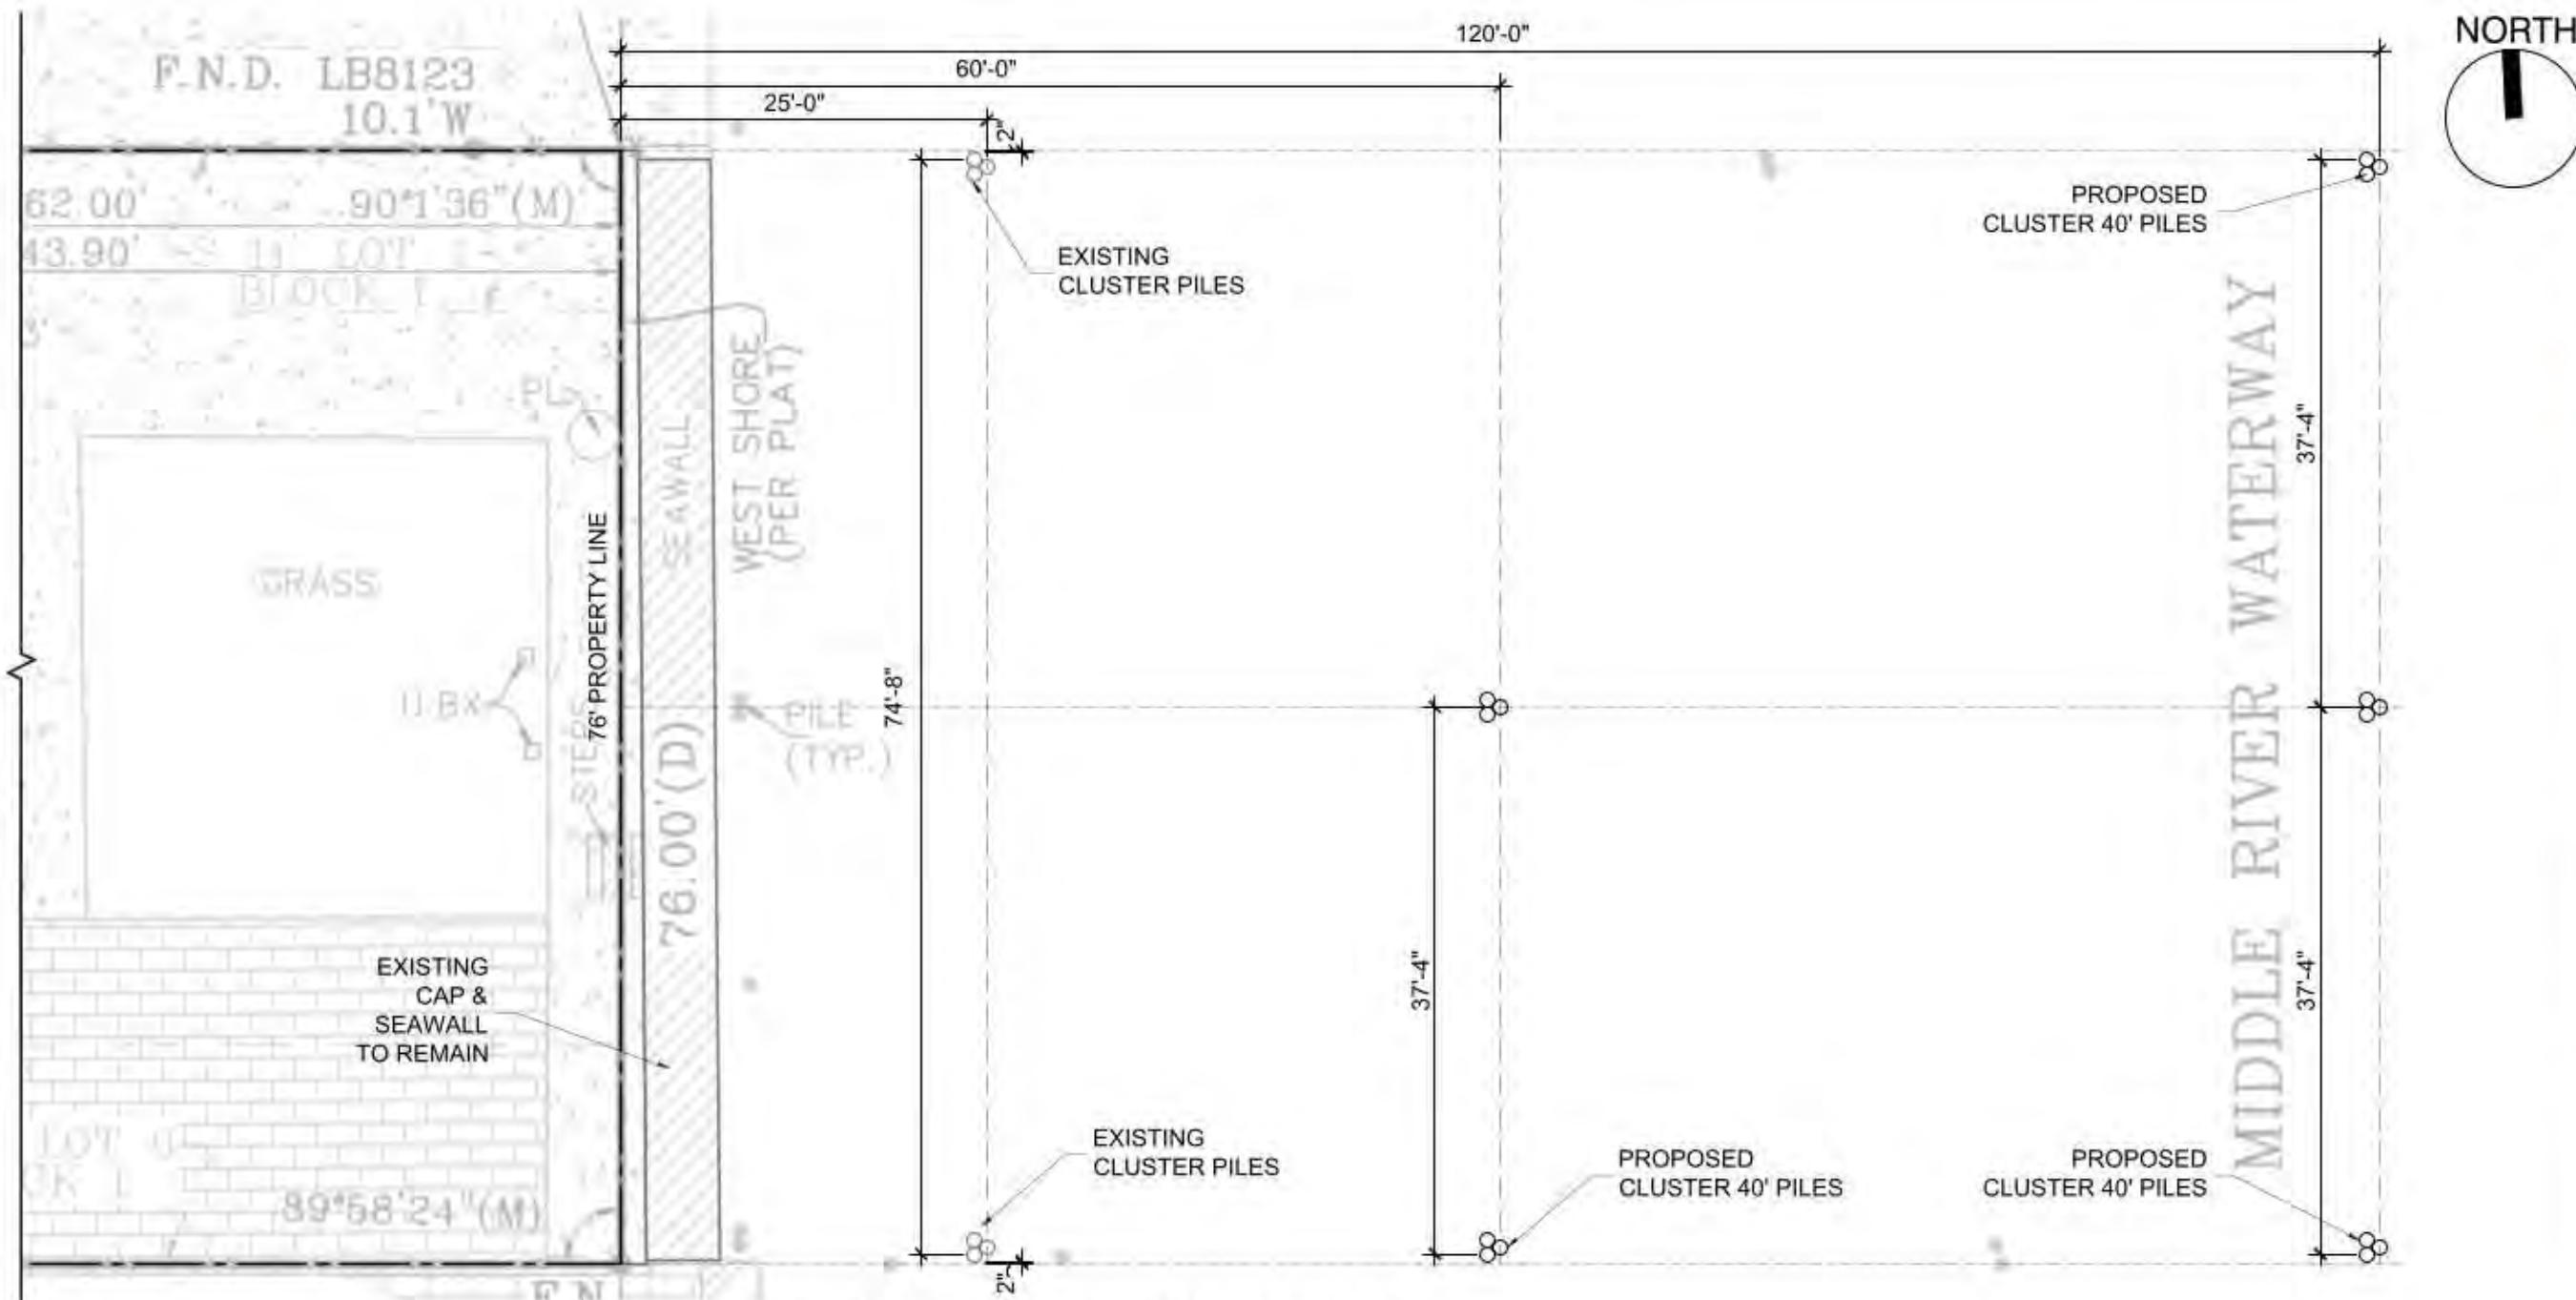 NORTH
120'-0"
60'-0"
25'-0"
2"
F.N.D. LB8123
10.1'W
62.00'
90°1'36"(M)
43.90'
LOT
BLOCK 1
EXISTING
CLUSTER PILES
PROPOSED
CLUSTER 40' PILES
WEST SHORE
(PER PLAT)
SEAWALL
PL
GRASS
76' PROPERTY LINE
74'-8"
37'-4"
MIDDLE RIVER WATERWAY
STEPS
PILE
(TYP.)
76.00'(D)
37'-4"
37'-4"
EXISTING
CAP &
SEAWALL
TO REMAIN
LOT
89°58'24"(M)
EXISTING
CLUSTER PILES
PROPOSED
CLUSTER 40' PILES
PROPOSED
CLUSTER 40' PILES
2"
F.N